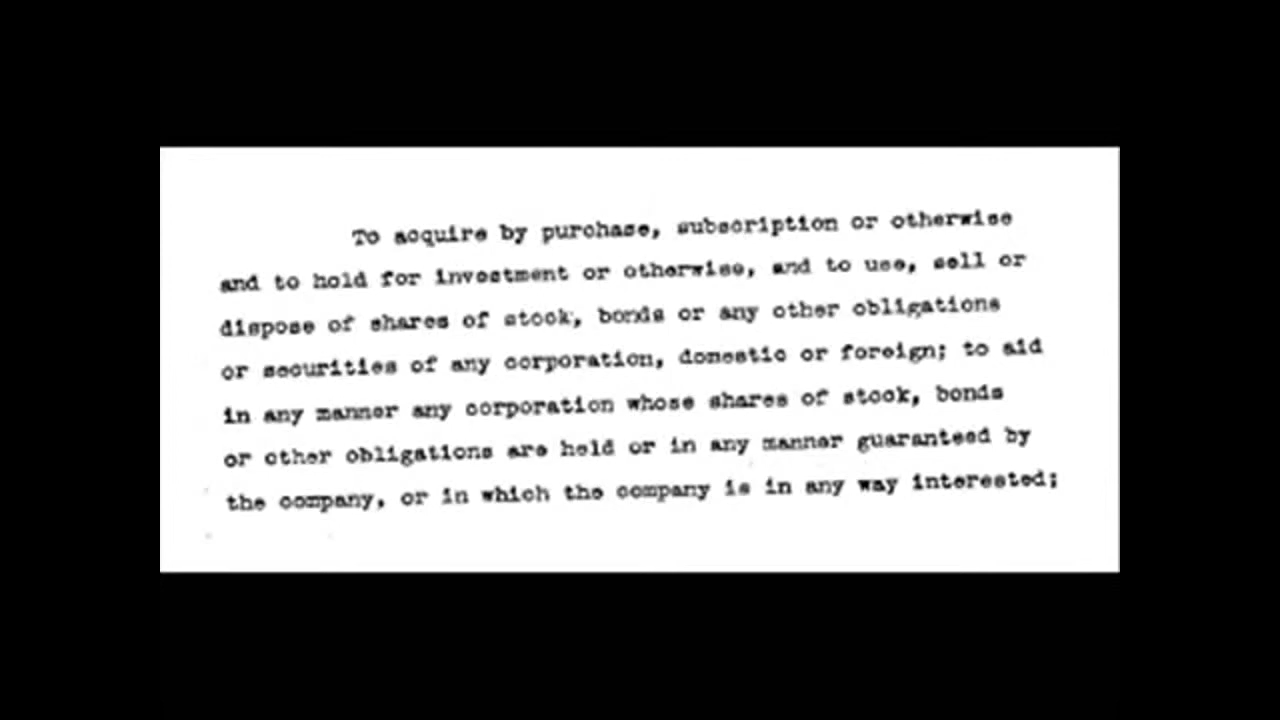 To acquire by purchase, subscription or otherwise
and to hold for investment or otherwise, and to use, sell or
dispose of shares of stock, bonds or any other obligations
or securities of any corporation, domestic or foreign; to aid
in any manner any corporation whose shares of stock, bonds
or other obligations are held or in any manner guaranteed by
the company, or in which the company is in any way interested;